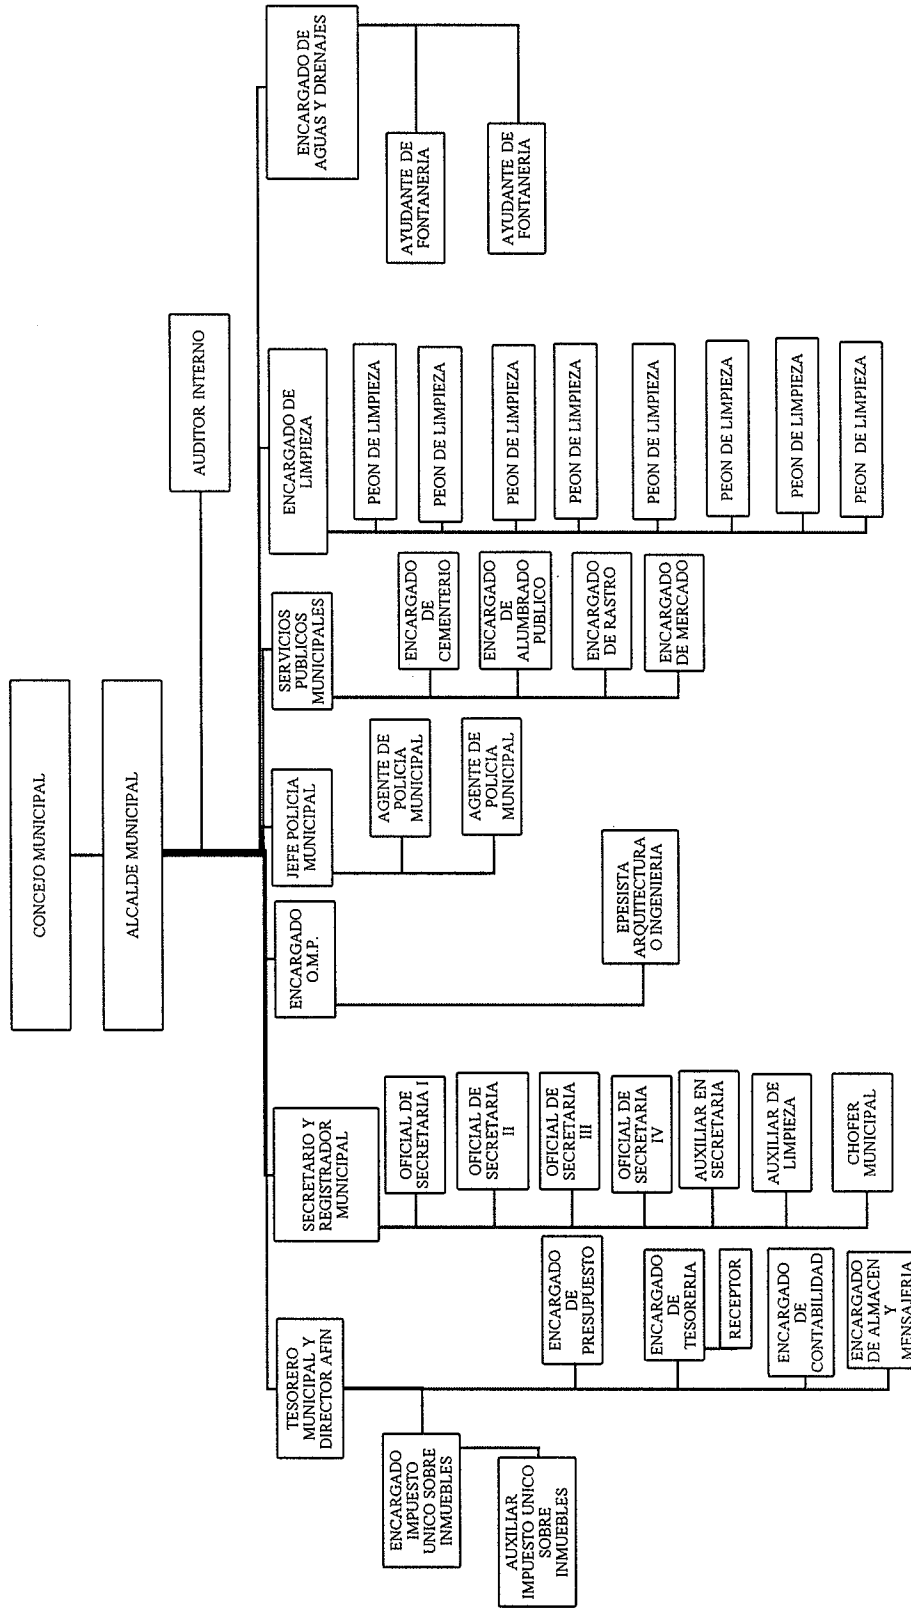 CONCEJO MUNICIPAL
ALCALDE MUNICIPAL
AUDITOR INTERNO
TESORERO
MUNICIPAL Y
DIRECTOR AFIN
ENCARGADO
IMPUESTO
UNICO SOBRE
INMUEBLES
AUXILIAR
IMPUESTO UNICO
SOBRE
INMUEBLES
ENCARGADO
DE
PRESUPUESTO
ENCARGADO
DE
TESORERIA
RECEPTOR
ENCARGADO
DE
CONTABILIDAD
ENCARGADO
DE ALMACEN
Y
MENSAJERIA
SECRETARIO Y
REGISTRADOR
MUNICIPAL
OFICIAL DE
SECRETARIA I
OFICIAL DE
SECRETARIA
II
OFICIAL DE
SECRETARIA
III
OFICIAL DE
SECRETARIA
IV
AUXILIAR EN
SECRETARIA
AUXILIAR DE
LIMPIEZA
CHOFER
MUNICIPAL
ENCARGADO
O.M.P.
EPESISTA
ARQUITECTURA
O INGENIERIA
JEFE POLICIA
MUNICIPAL
AGENTE DE
POLICIA
MUNICIPAL
AGENTE DE
POLICIA
MUNICIPAL
SERVICIOS
PUBLICOS
MUNICIPALES
ENCARGADO
DE
CEMENTERIO
ENCARGADO
DE
ALUMBRADO
PUBLICO
ENCARGADO
DE RASTRO
ENCARGADO
DE MERCADO
ENCARGADO DE
LIMPIEZA
PEON DE LIMPIEZA
PEON DE LIMPIEZA
PEON DE LIMPIEZA
PEON DE LIMPIEZA
PEON DE LIMPIEZA
PEON DE LIMPIEZA
PEON DE LIMPIEZA
PEON DE LIMPIEZA
ENCARGADO DE
AGUAS Y DRENAJES
AYUDANTE DE
FONTANERIA
AYUDANTE DE
FONTANERIA